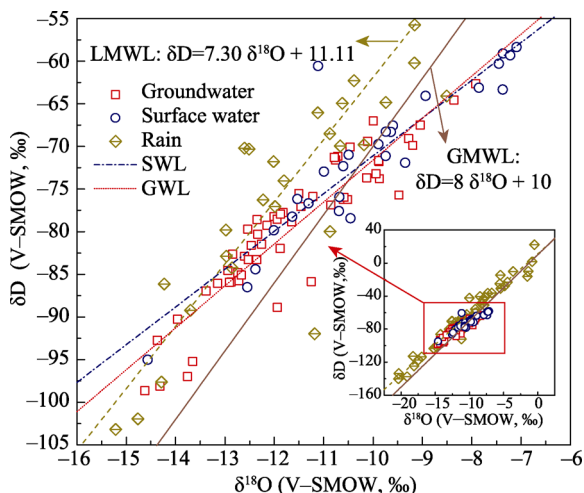 LMWL: δD=7.30 δ¹⁸O + 11.11
Groundwater
Surface water
Rain
SWL
GWL
GMWL:
δD=8 δ¹⁸O + 10
−55
−60
−65
−70
−75
−80
−85
−90
−95
−100
−105
δD (V−SMOW, ‰)
−16 −15 −14 −13 −12 −11 −10 −9 −8 −7 −6
δ¹⁸O (V−SMOW, ‰)
40
0
−40
−80
−120
−160
δD (V−SMOW,‰)
−20 −15 −10 −5 0
δ¹⁸O (V−SMOW, ‰)